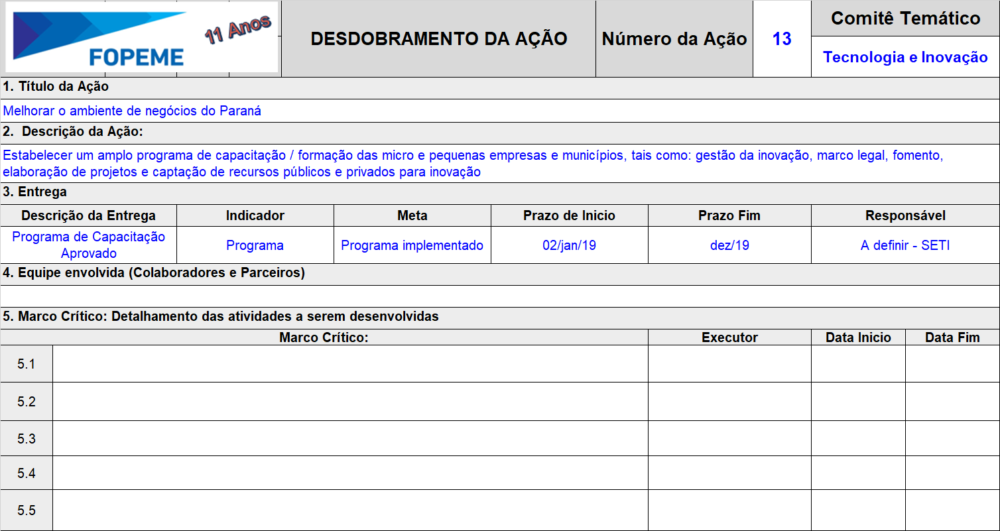 FOPEME
11 Anos
DESDOBRAMENTO DA AÇÃO
Número da Ação
13
Comitê Temático
Tecnologia e Inovação
1. Título da Ação
Melhorar o ambiente de negócios do Paraná
2. Descrição da Ação:
Estabelecer um amplo programa de capacitação / formação das micro e pequenas empresas e municípios, tais como: gestão da inovação, marco legal, fomento,
elaboração de projetos e captação de recursos públicos e privados para inovação
3. Entrega
Descrição da Entrega Indicador Meta Prazo de Inicio Prazo Fim Responsável
Programa de Capacitação
Aprovado
Programa
Programa implementado
02/jan/19
dez/19
A definir - SETI
4. Equipe envolvida (Colaboradores e Parceiros)
5. Marco Crítico: Detalhamento das atividades a serem desenvolvidas
Marco Crítico: Executor Data Inicio Data Fim
5.1
5.2
5.3
5.4
5.5